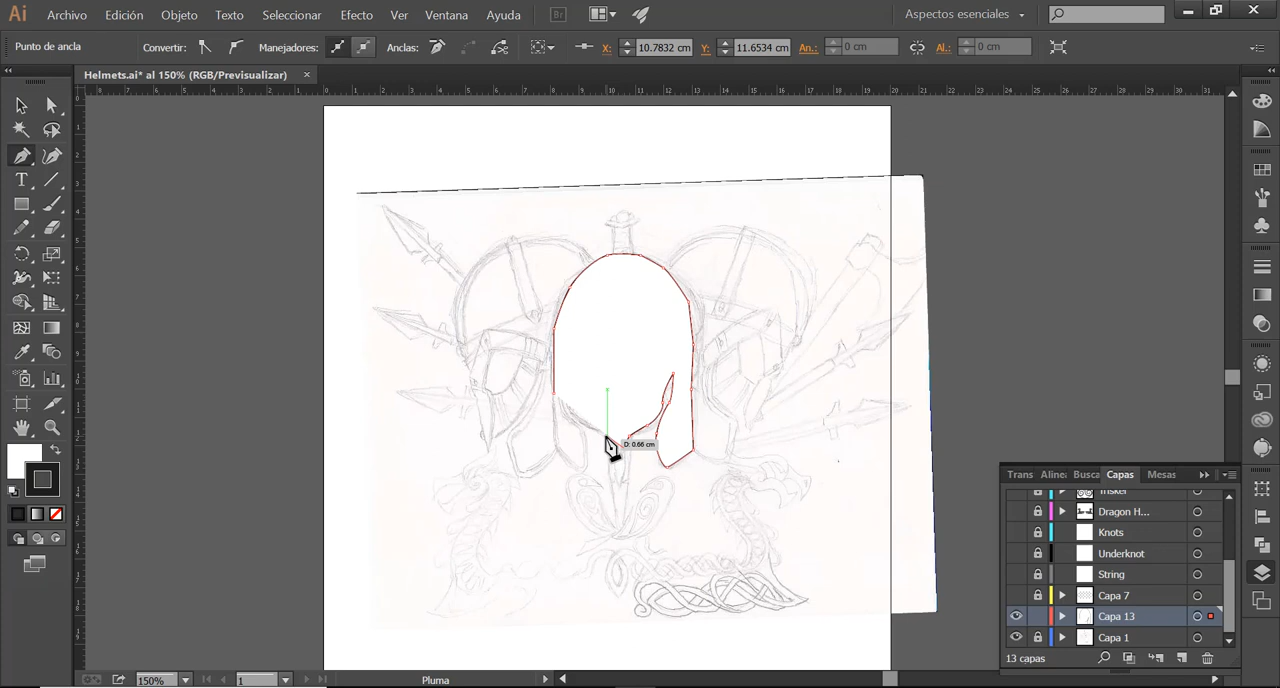 Ai Archivo Edición Objeto Texto Seleccionar Efecto Ver Ventana Ayuda Br Aspectos esenciales
Punto de ancla Convertir: Manejadores: Anclas: X: 10.7832 cm Y: 11.6534 cm An.: 0 cm Al.: 0 cm
Helmets.ai* al 150% (RGB/Previsualizar) ×
D: 0.66 cm
Trans Aline Busca Capas Mesas
Triskel
Dragon H...
Knots
Underknot
String
Capa 7
Capa 13
Capa 1
13 capas
150% 1 Pluma